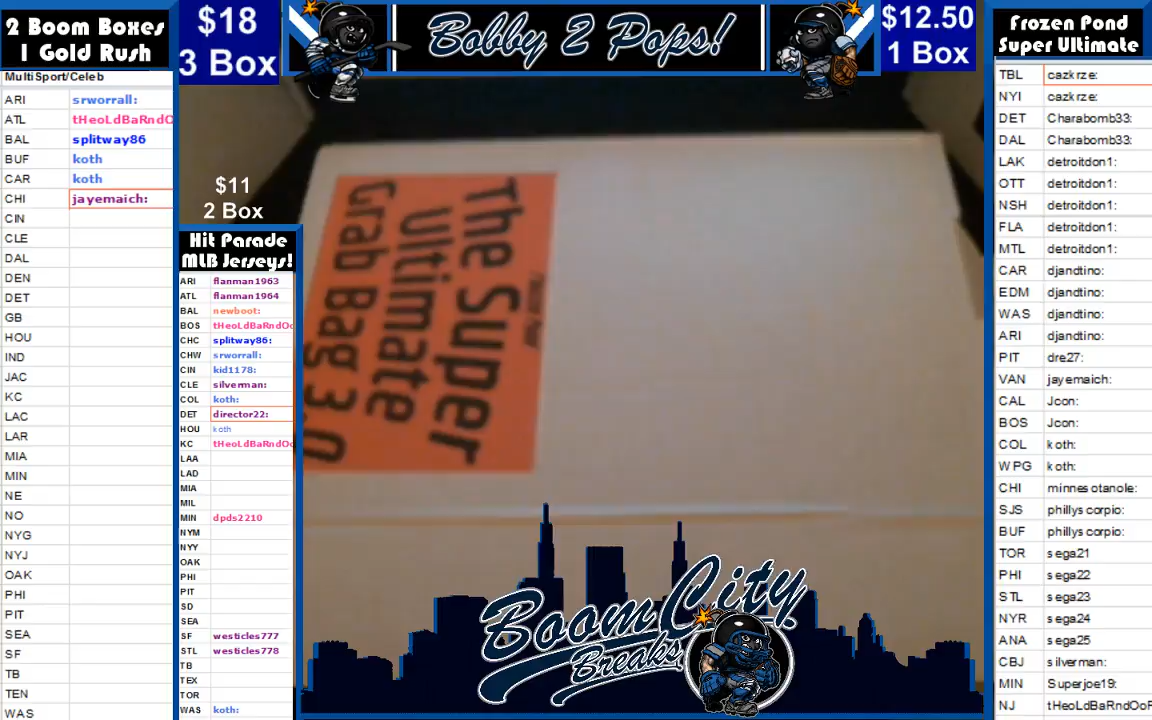 2 Boom Boxes
1 Gold Rush
MultiSport/Celeb
ARI srworrall:
ATL tHeoLdBaRndO
BAL splitway86
BUF koth
CAR koth
CHI jayemaich:
CIN
CLE
DAL
DEN
DET
GB
HOU
IND
JAC
KC
LAC
LAR
MIA
MIN
NE
NO
NYG
NYJ
OAK
PHI
PIT
SEA
SF
TB
TEN
WAS
$18
3 Box
$11
2 Box
Hit Parade
MLB Jerseys!
ARI flanman1963
ATL flanman1964
BAL newboot:
BOS tHeoLdBaRndOo
CHC splitway86:
CHW srworrall:
CIN kid1178:
CLE silverman:
COL koth:
DET director22:
HOU koth
KC tHeoLdBaRndOo
LAA
LAD
MIA
MIL
MIN dpds2210
NYM
NYY
OAK
PHI
PIT
SD
SEA
SF westicles777
STL westicles778
TB
TEX
TOR
WAS koth:
Bobby 2 Pops!
The Super
Ultimate
Grab Bag 3.0
Boom City
Breaks
$12.50
1 Box
Frozen Pond
Super Ultimate
TBL cazkrze:
NYI cazkrze:
DET Charabomb33:
DAL Charabomb33:
LAK detroitdon1:
OTT detroitdon1:
NSH detroitdon1:
FLA detroitdon1:
MTL detroitdon1:
CAR djandtino:
EDM djandtino:
WAS djandtino:
ARI djandtino:
PIT dre27:
VAN jayemaich:
CAL Jcon:
BOS Jcon:
COL koth:
WPG koth:
CHI minnesotanole:
SJS phillyscorpio:
BUF phillyscorpio:
TOR sega21
PHI sega22
STL sega23
NYR sega24
ANA sega25
CBJ silverman:
MIN Superjoe19:
NJ tHeoLdBaRndOoF